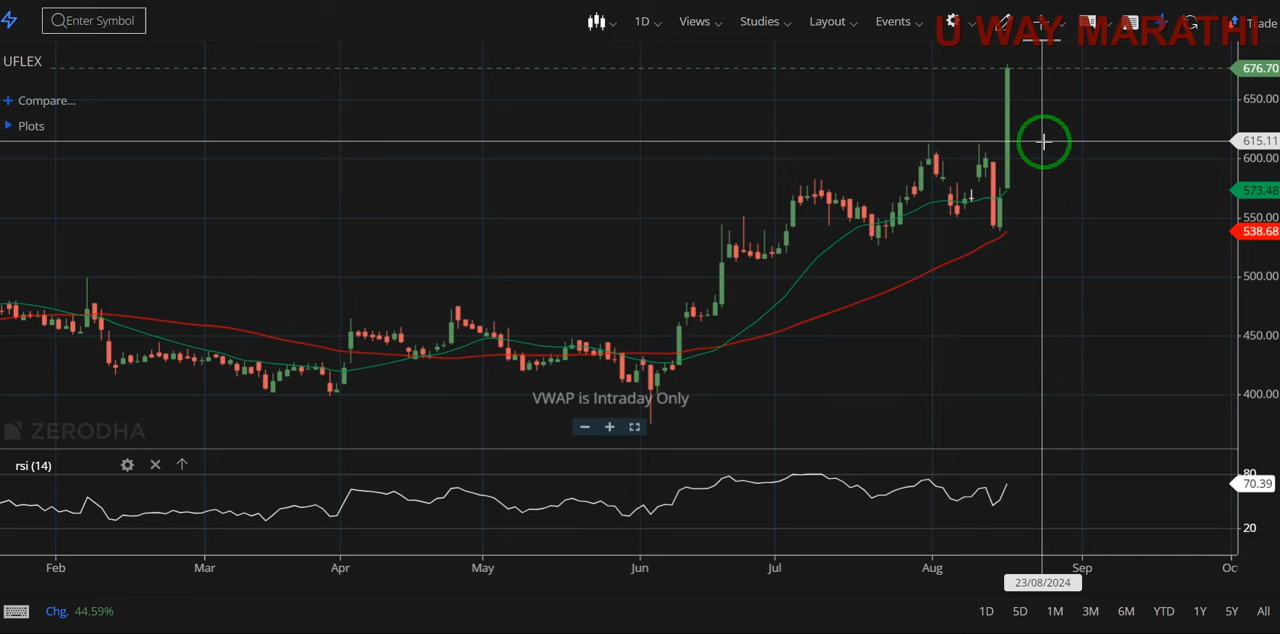 Enter Symbol
1D
Views
Studies
Layout
Events
Trade
U WAY MARATHI
UFLEX
Compare...
Plots
676.70
650.00
615.11
600.00
573.48
550.00
538.68
500.00
450.00
400.00
VWAP is Intraday Only
ZERODHA
rsi (14)
80
70.39
20
Feb
Mar
Apr
May
Jun
Jul
Aug
Sep
Oc
23/08/2024
Chg. 44.59%
1D 5D 1M 3M 6M YTD 1Y 5Y All